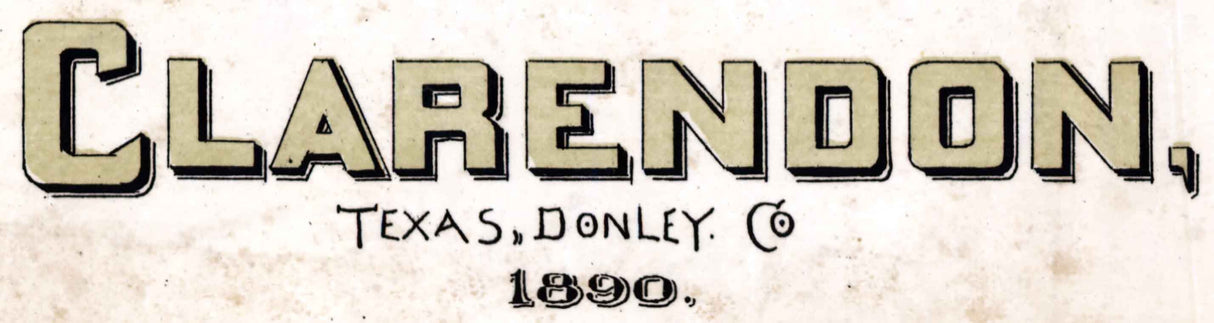 CLARENDON,
TEXAS,, DONLEY. CO
1890.